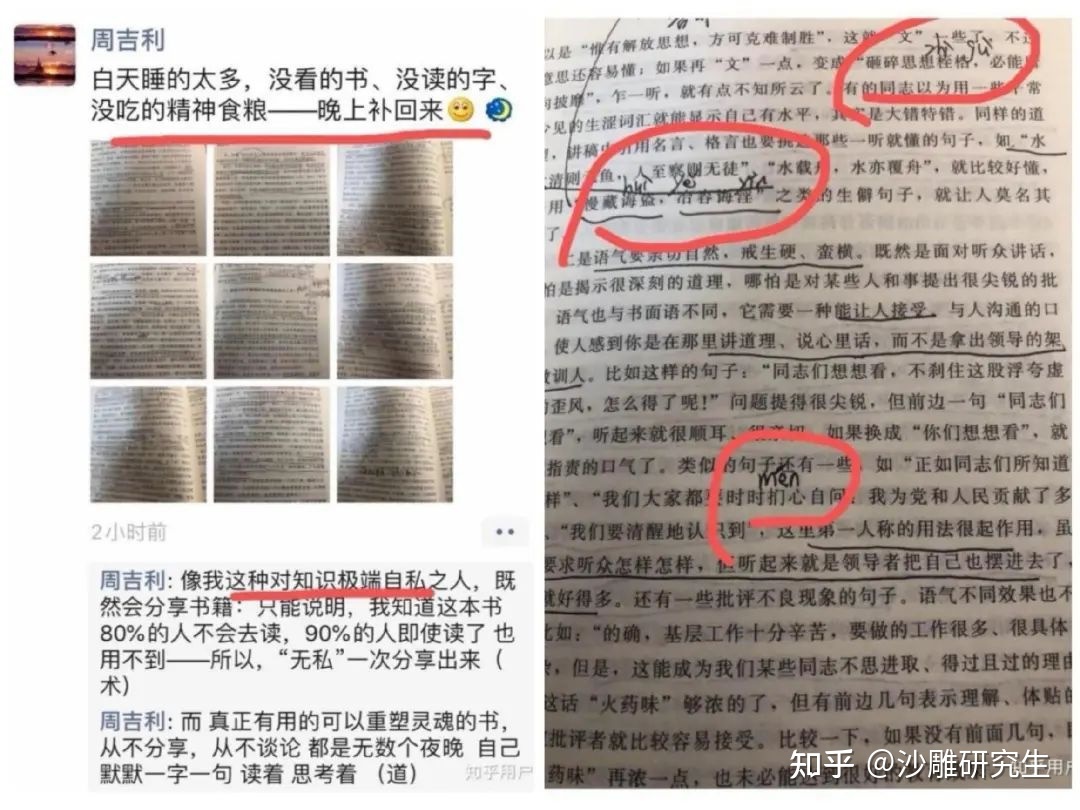 周吉利
白天睡的太多，没看的书、没读的字、
没吃的精神食粮——晚上补回来
2小时前
周吉利: 像我这种对知识极端自私之人，既
然会分享书籍：只能说明，我知道这本书
80%的人不会去读，90%的人即使读了 也
用不到——所以，“无私”一次分享出来（
术）
周吉利: 而 真正有用的可以重塑灵魂的书，
从不分享，从不谈论 都是无数个夜晚 自己
默默一字一句 读着 思考着 （道）
知乎用户
以是“惟有解放思想，方可克难制胜”，这就“文”一些了，不过
意思还容易懂；如果再“文”一点，变成“砸碎思想桎梏，必能
zhi gù
披靡”，乍一听，就有点不知所云了。有的同志以为用一些平常
少见的生涩词汇就能显示自己有水平，其实是大错特错。同样的道
，讲稿中引用名言、格言也要挑这那些一听就懂的句子，如“水
清则无鱼，人至察则无徒”、“水载舟，水亦覆舟”，就比较好懂，
huì yě yín
用“慢藏诲盗，冶容诲淫”之类的生僻句子，就让人莫名其
了。
二是语气要亲切自然，戒生硬、蛮横。既然是面对听众讲话，
怕是揭示很深刻的道理，哪怕是对某些人和事提出很尖锐的批
语气也与书面语不同，它需要一种能让人接受。与人沟通的口
使人感到你是在那里讲道理、说心里话，而不是拿出领导的架
教训人。比如这样的句子：“同志们想想看，不刹住这股浮夸虚
的歪风，怎么得了呢！”问题提得很尖锐，但前边一句“同志们
想看”，听起来就很顺耳、很亲切，如果换成“你们想想看”，就
指责的口气了。类似的句子还有一些，如“正如同志们所知道
mén
样”、“我们大家都要时时扪心自问，我为党和人民贡献了多
、“我们要清醒地认识到”，这里第一人称的用法很起作用，虽
要求听众怎样怎样，但听起来就是领导者把自己也摆进去了，
就好得多。还有一些批评不良现象的句子。语气不同效果也不
比如：“的确，基层工作十分辛苦，要做的工作很多、很具体
杂，但是，这能成为我们某些同志不思进取、得过且过的理由
这话“火药味”够浓的了，但有前边几句表示理解、体贴的
批评者就比较容易接受。比较一下，如果没有前面几句，
药味”再浓一点，也未必能达到很好的
知乎 @沙雕研究生